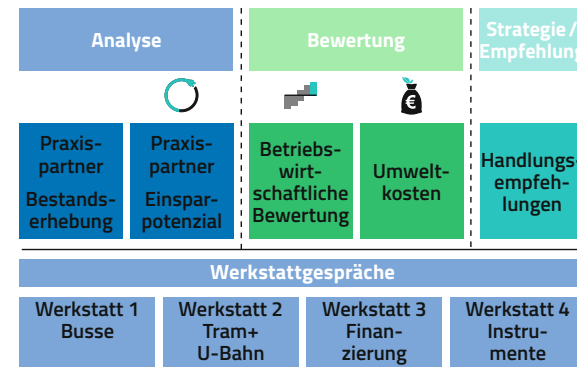 Analyse
Bewertung
Strategie /
Empfehlung
€
Praxis-
partner
Bestands-
erhebung
Praxis-
partner
Einspar-
potenzial
Betriebs-
wirt-
schaftliche
Bewertung
Umwelt-
kosten
Handlungs-
empfeh-
lungen
Werkstattgespräche
Werkstatt 1
Busse
Werkstatt 2
Tram+
U-Bahn
Werkstatt 3
Finan-
zierung
Werkstatt 4
Instru-
mente